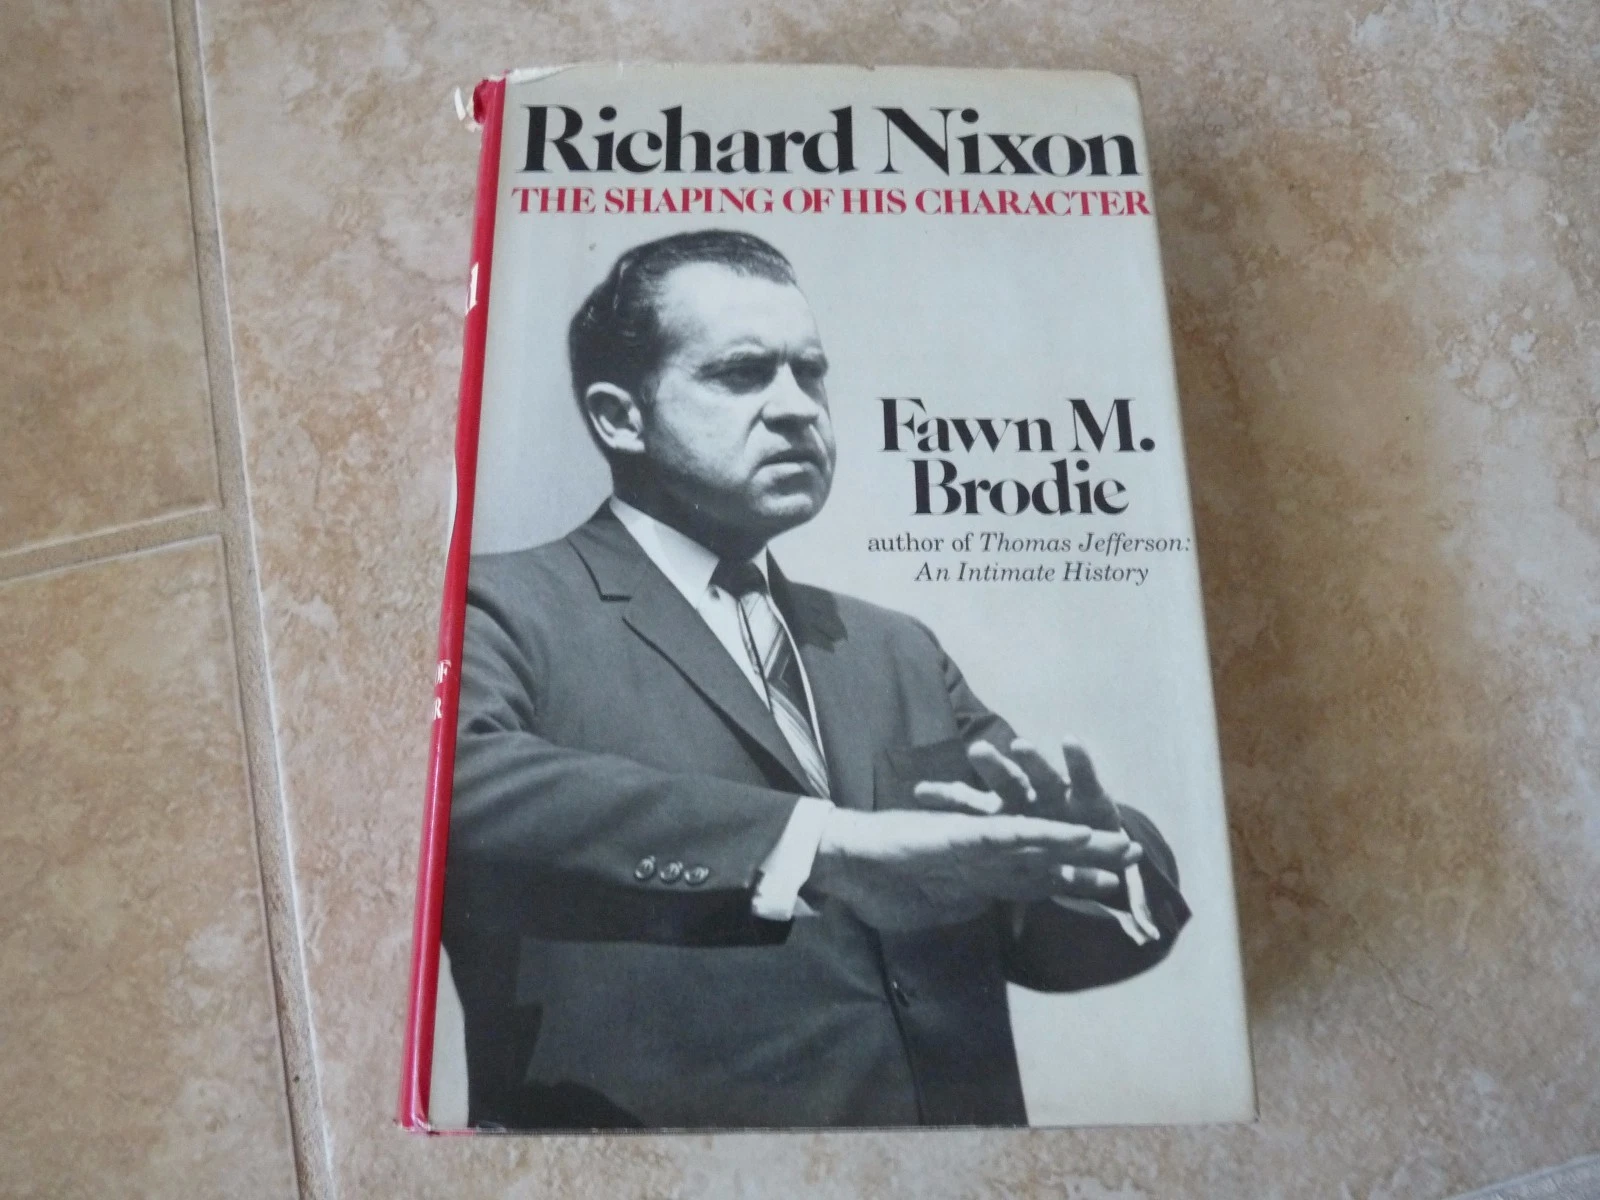 Richard Nixon
THE SHAPING OF HIS CHARACTER
Fawn M.
Brodie
author of Thomas Jefferson:
An Intimate History